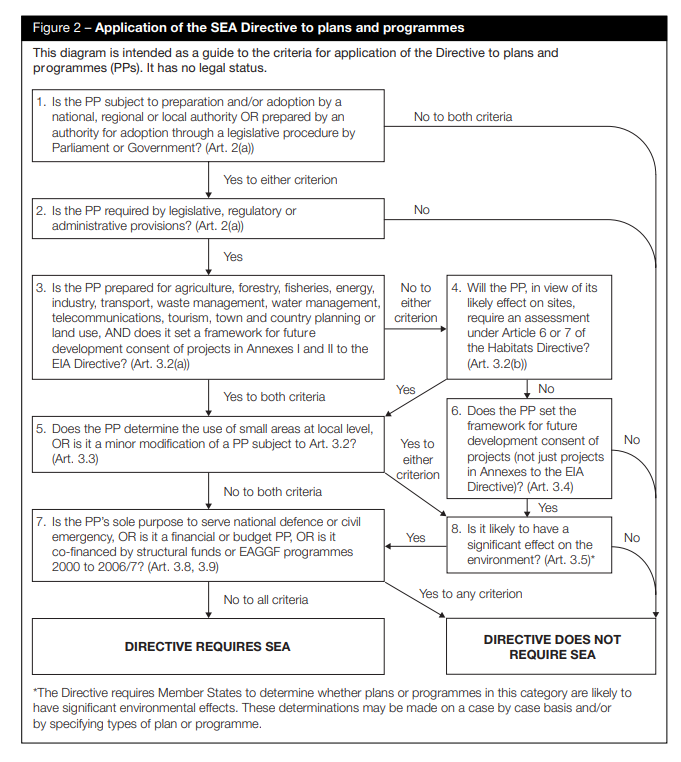 Figure 2 – Application of the SEA Directive to plans and programmes
This diagram is intended as a guide to the criteria for application of the Directive to plans and
programmes (PPs). It has no legal status.
1. Is the PP subject to preparation and/or adoption by a
national, regional or local authority OR prepared by an
authority for adoption through a legislative procedure by
Parliament or Government? (Art. 2(a))
No to both criteria
Yes to either criterion
2. Is the PP required by legislative, regulatory or
administrative provisions? (Art. 2(a))
No
Yes
3. Is the PP prepared for agriculture, forestry, fisheries, energy,
industry, transport, waste management, water management,
telecommunications, tourism, town and country planning or
land use, AND does it set a framework for future
development consent of projects in Annexes I and II to the
EIA Directive? (Art. 3.2(a))
No to
either
criterion
4. Will the PP, in view of its
likely effect on sites,
require an assessment
under Article 6 or 7 of
the Habitats Directive?
(Art. 3.2(b))
Yes to both criteria
Yes
No
5. Does the PP determine the use of small areas at local level,
OR is it a minor modification of a PP subject to Art. 3.2?
(Art. 3.3)
Yes to
either
criterion
6. Does the PP set the
framework for future
development consent of
projects (not just projects
in Annexes to the EIA
Directive)? (Art. 3.4)
No
No to both criteria
Yes
7. Is the PP's sole purpose to serve national defence or civil
emergency, OR is it a financial or budget PP, OR is it
co-financed by structural funds or EAGGF programmes
2000 to 2006/7? (Art. 3.8, 3.9)
Yes
8. Is it likely to have a
significant effect on the
environment? (Art. 3.5)*
No
No to all criteria
Yes to any criterion
DIRECTIVE REQUIRES SEA
DIRECTIVE DOES NOT
REQUIRE SEA
*The Directive requires Member States to determine whether plans or programmes in this category are likely to
have significant environmental effects. These determinations may be made on a case by case basis and/or
by specifying types of plan or programme.